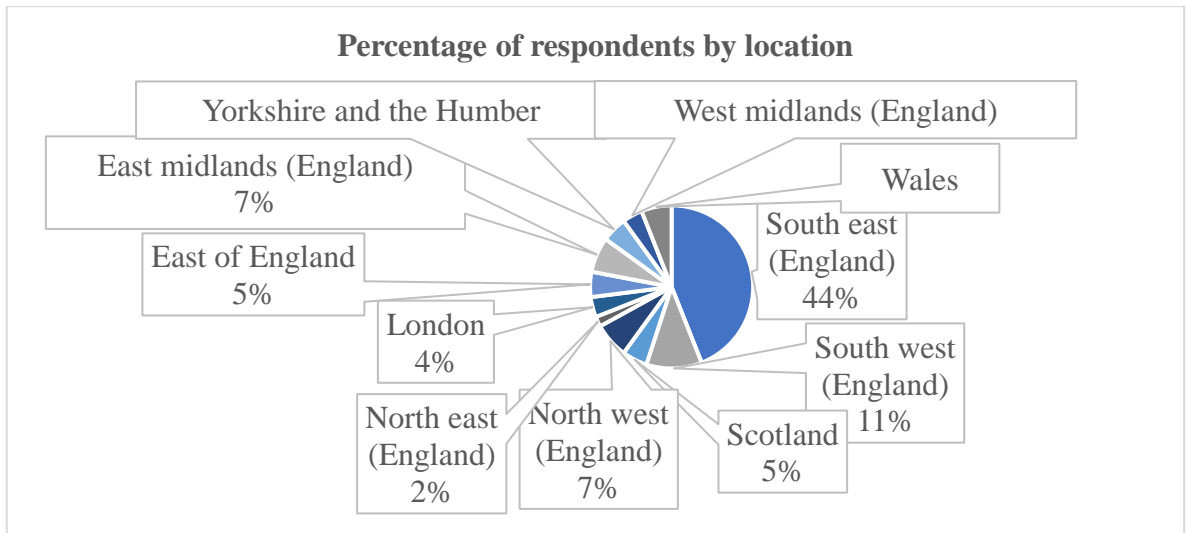 Percentage of respondents by location
Yorkshire and the Humber
West midlands (England)
East midlands (England)
7%
Wales
South east
(England)
44%
East of England
5%
London
4%
South west
(England)
11%
North east
(England)
2%
North west
(England)
7%
Scotland
5%